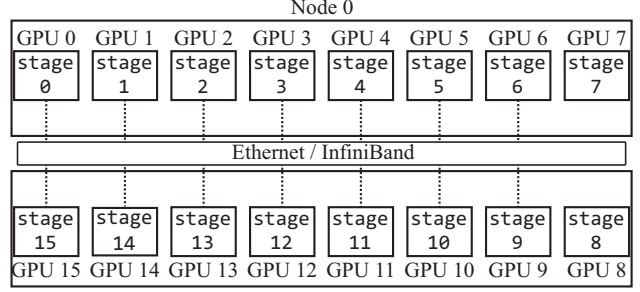 Node 0
GPU 0 GPU 1 GPU 2 GPU 3 GPU 4 GPU 5 GPU 6 GPU 7
stage stage stage stage stage stage stage stage
0 1 2 3 4 5 6 7
Ethernet / InfiniBand
stage stage stage stage stage stage stage stage
15 14 13 12 11 10 9 8
GPU 15 GPU 14 GPU 13 GPU 12 GPU 11 GPU 10 GPU 9 GPU 8